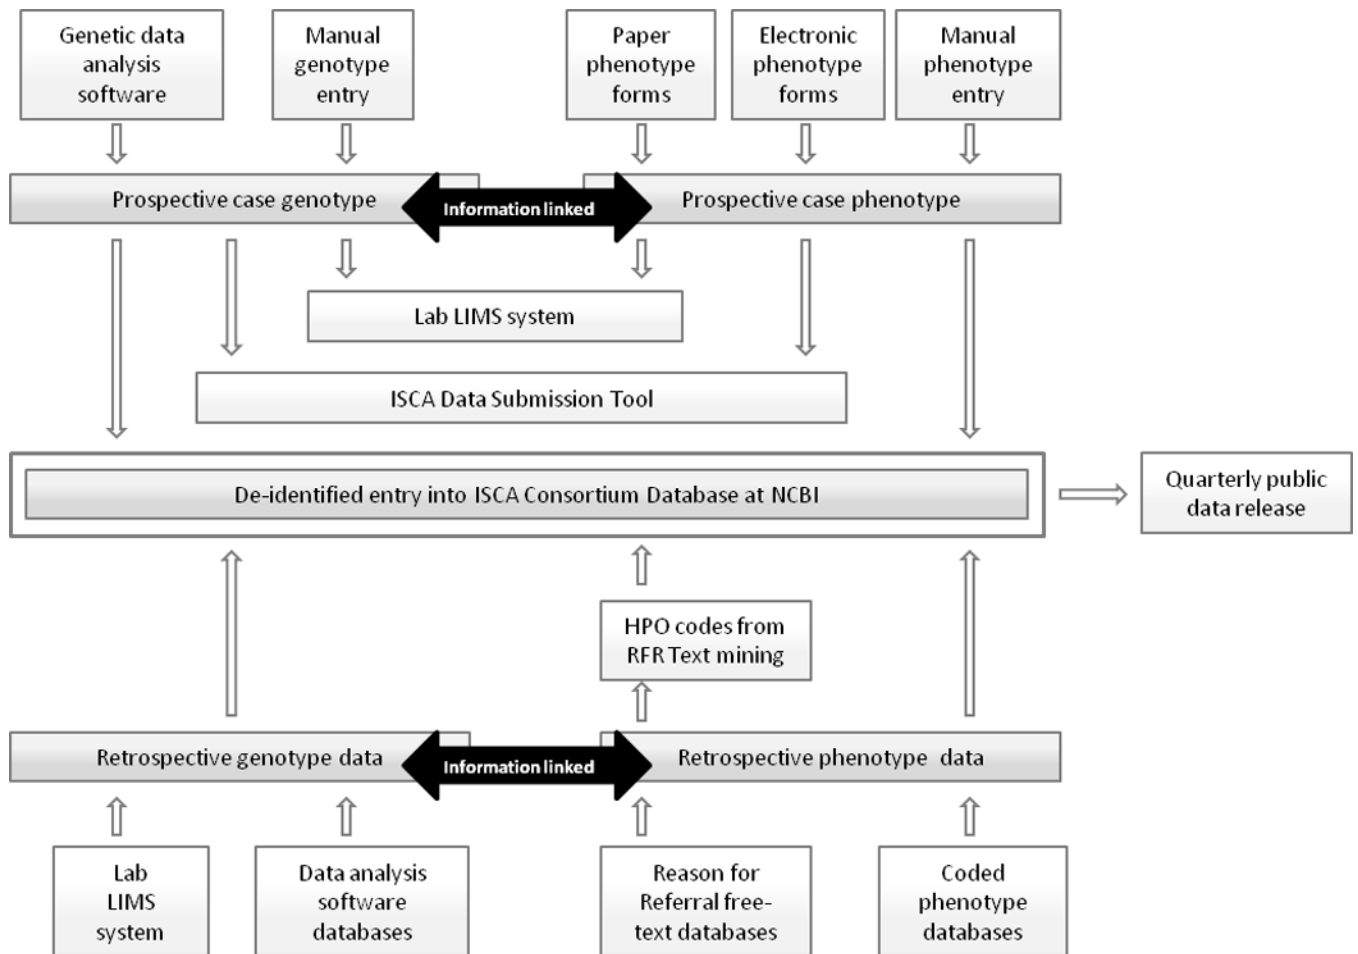 Genetic data
analysis
software
Manual
genotype
entry
Paper
phenotype
forms
Electronic
phenotype
forms
Manual
phenotype
entry
Prospective case genotype
Information linked
Prospective case phenotype
Lab LIMS system
ISCA Data Submission Tool
De-identified entry into ISCA Consortium Database at NCBI
Quarterly public
data release
HPO codes from
RFR Text mining
Retrospective genotype data
Information linked
Retrospective phenotype data
Lab
LIMS
system
Data analysis
software
databases
Reason for
Referral free-
text databases
Coded
phenotype
databases